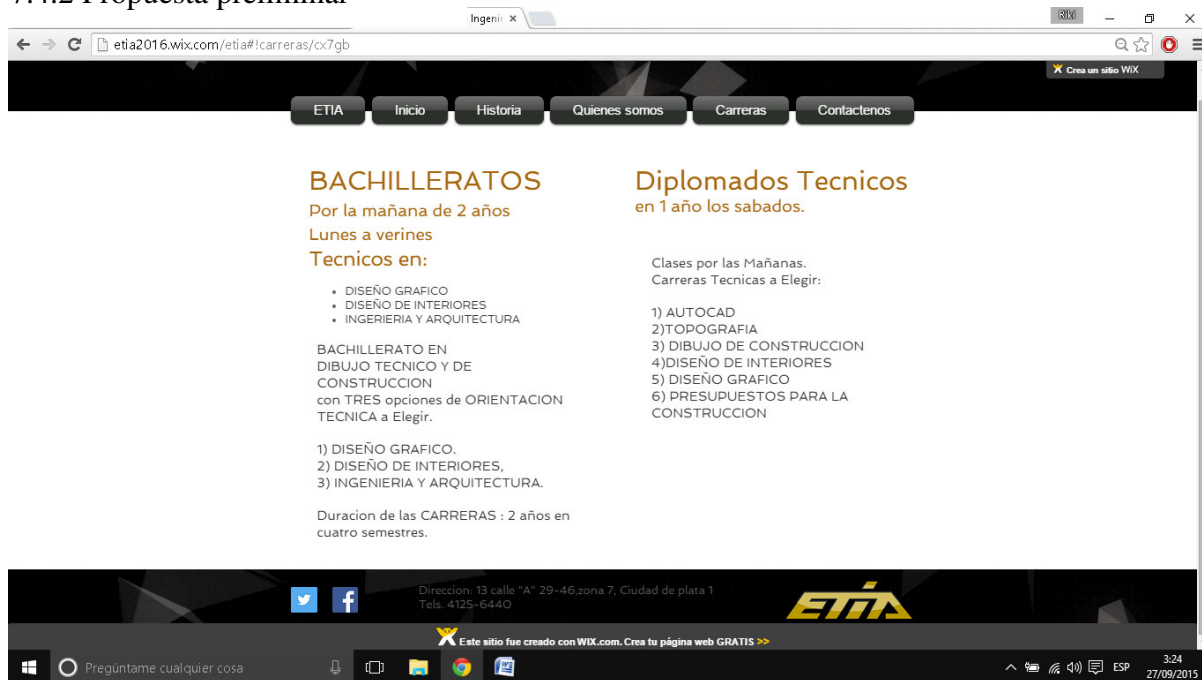 7.4.2 Propuesta preliminar
Ingeni
Riki
etia2016.wix.com/etia#!carreras/cx7gb
Crea un sitio WiX
ETIA Inicio Historia Quienes somos Carreras Contactenos
BACHILLERATOS
Por la mañana de 2 años
Lunes a verines
Tecnicos en:
• DISEÑO GRAFICO
• DISEÑO DE INTERIORES
• INGERIERIA Y ARQUITECTURA
BACHILLERATO EN
DIBUJO TECNICO Y DE
CONSTRUCCION
con TRES opciones de ORIENTACION
TECNICA a Elegir.
1) DISEÑO GRAFICO.
2) DISEÑO DE INTERIORES,
3) INGENIERIA Y ARQUITECTURA.
Duracion de las CARRERAS : 2 años en
cuatro semestres.
Diplomados Tecnicos
en 1 año los sabados.
Clases por las Mañanas.
Carreras Tecnicas a Elegir:
1) AUTOCAD
2)TOPOGRAFIA
3) DIBUJO DE CONSTRUCCION
4)DISEÑO DE INTERIORES
5) DISEÑO GRAFICO
6) PRESUPUESTOS PARA LA
CONSTRUCCION
Direccion: 13 calle "A" 29-46,zona 7, Ciudad de plata 1
Tels. 4125-6440
ETIA
Este sitio fue creado con WIX.com. Crea tu página web GRATIS >>
Pregúntame cualquier cosa
ESP
3:24
27/09/2015